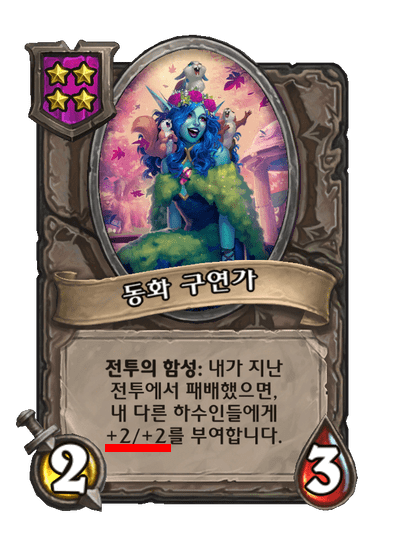 동화 구연가
전투의 함성: 내가 지난
전투에서 패배했으면,
내 다른 하수인들에게
+2/+2를 부여합니다.
2
3